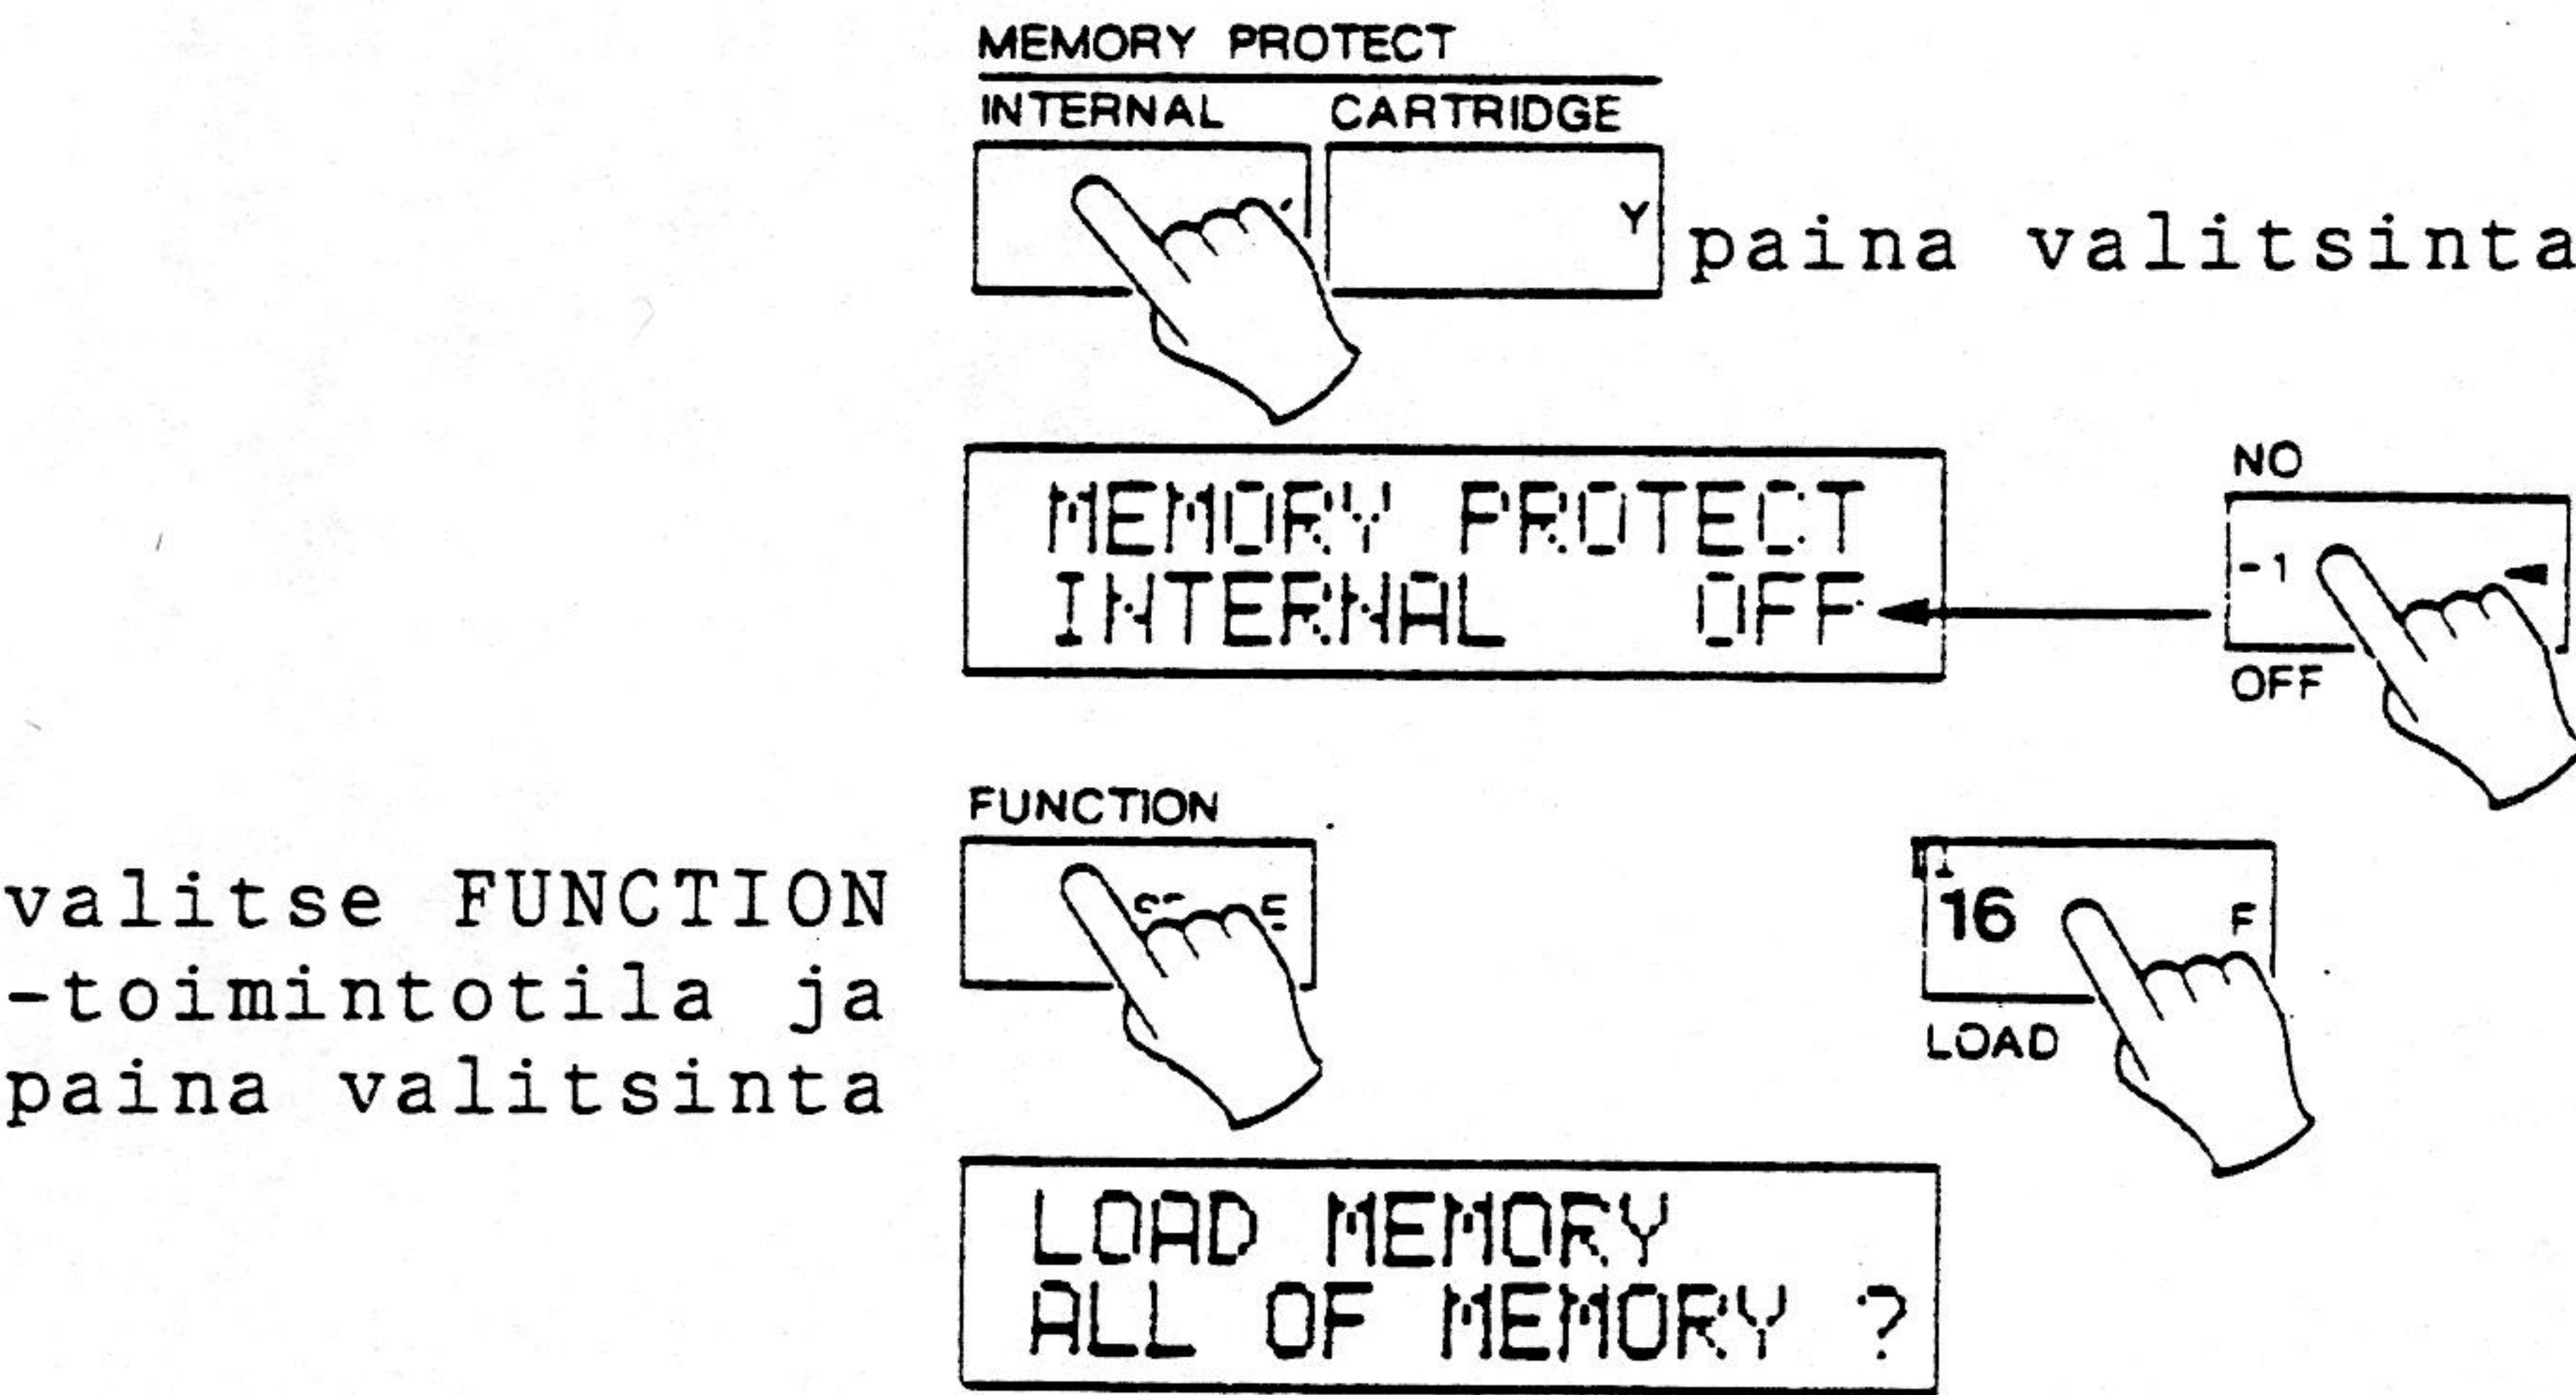 MEMORY PROTECT
INTERNAL CARTRIDGE
Y
paina valitsinta
MEMORY PROTECT
INTERNAL OFF
NO
-1
OFF
FUNCTION
valitse FUNCTION
-toimintotila ja
paina valitsinta
16 F
LOAD
LOAD MEMORY
ALL OF MEMORY ?